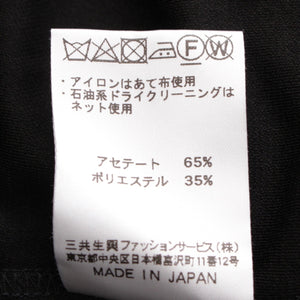 F W
・アイロンはあて布使用
・石油系ドライクリーニングは
ネット使用
アセテート 65%
ポリエステル 35%
三共生興ファッションサービス(株)
東京都中央区日本橋富沢町11番12号
MADE IN JAPAN